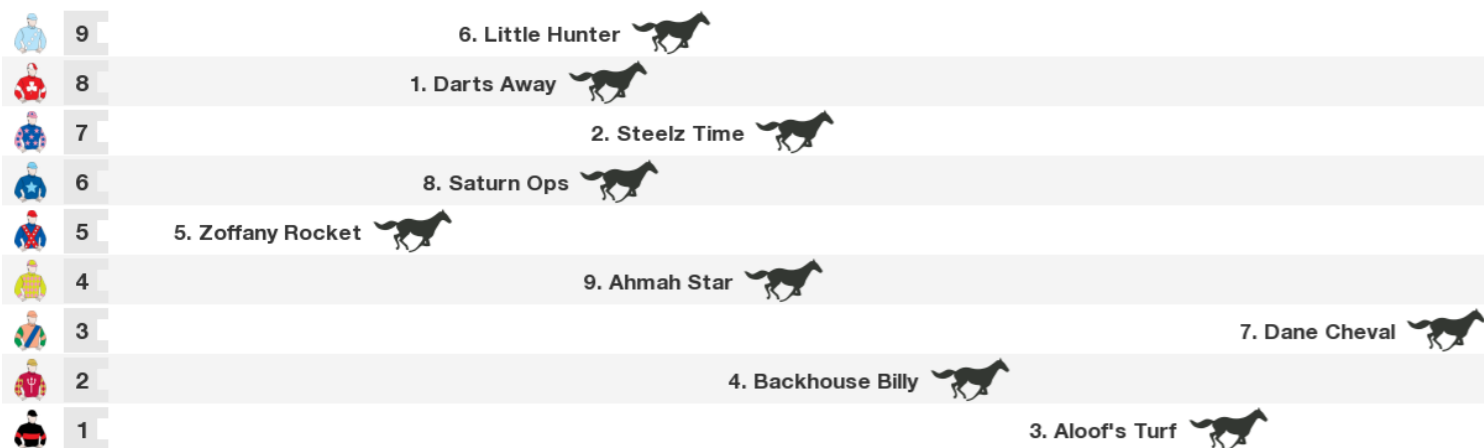 9 6. Little Hunter
8 1. Darts Away
7 2. Steelz Time
6 8. Saturn Ops
5 5. Zoffany Rocket
4 9. Ahmah Star
3 7. Dane Cheval
2 4. Backhouse Billy
1 3. Aloof's Turf